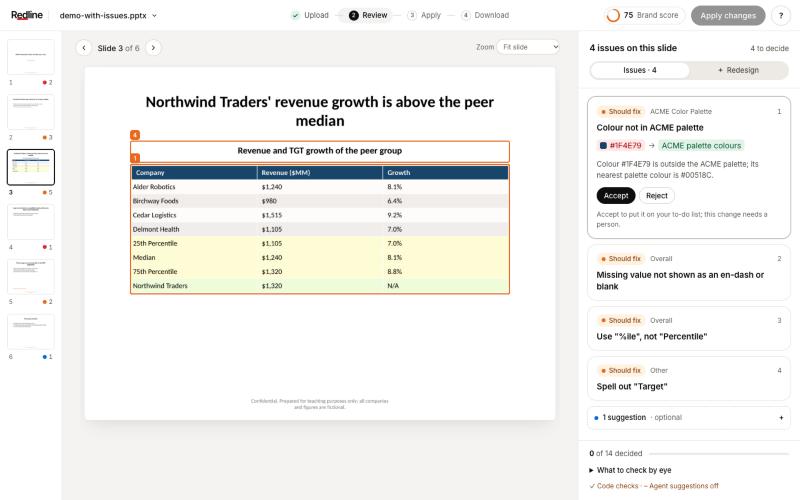 Redline
demo-with-issues.pptx
Upload
2 Review
3 Apply
4 Download
75 Brand score
Apply changes
?
1 2
2 3
3 5
4 1
5 2
6 1
Slide 3 of 6
Zoom Fit slide
Northwind Traders' revenue growth is above the peer
median
4
Revenue and TGT growth of the peer group
1
Company Revenue ($MM) Growth
Alder Robotics $1,240 8.1%
Birchway Foods $980 6.4%
Cedar Logistics $1,515 9.2%
Delmont Health $1,105 7.0%
25th Percentile $1,105 7.0%
Median $1,240 8.1%
75th Percentile $1,320 8.8%
Northwind Traders $1,320 N/A
Confidential. Prepared for teaching purposes only; all companies
and figures are fictional.
4 issues on this slide 4 to decide
Issues · 4
+ Redesign
Should fix ACME Color Palette 1
Colour not in ACME palette
#1F4E79 → ACME palette colours
Colour #1F4E79 is outside the ACME palette; its
nearest palette colour is #00518C.
Accept Reject
Accept to put it on your to-do list; this change needs a
person.
Should fix Overall 2
Missing value not shown as an en-dash or
blank
Should fix Overall 3
Use "%ile", not "Percentile"
Should fix Other 4
Spell out "Target"
1 suggestion · optional +
0 of 14 decided
What to check by eye
✓ Code checks · – Agent suggestions off